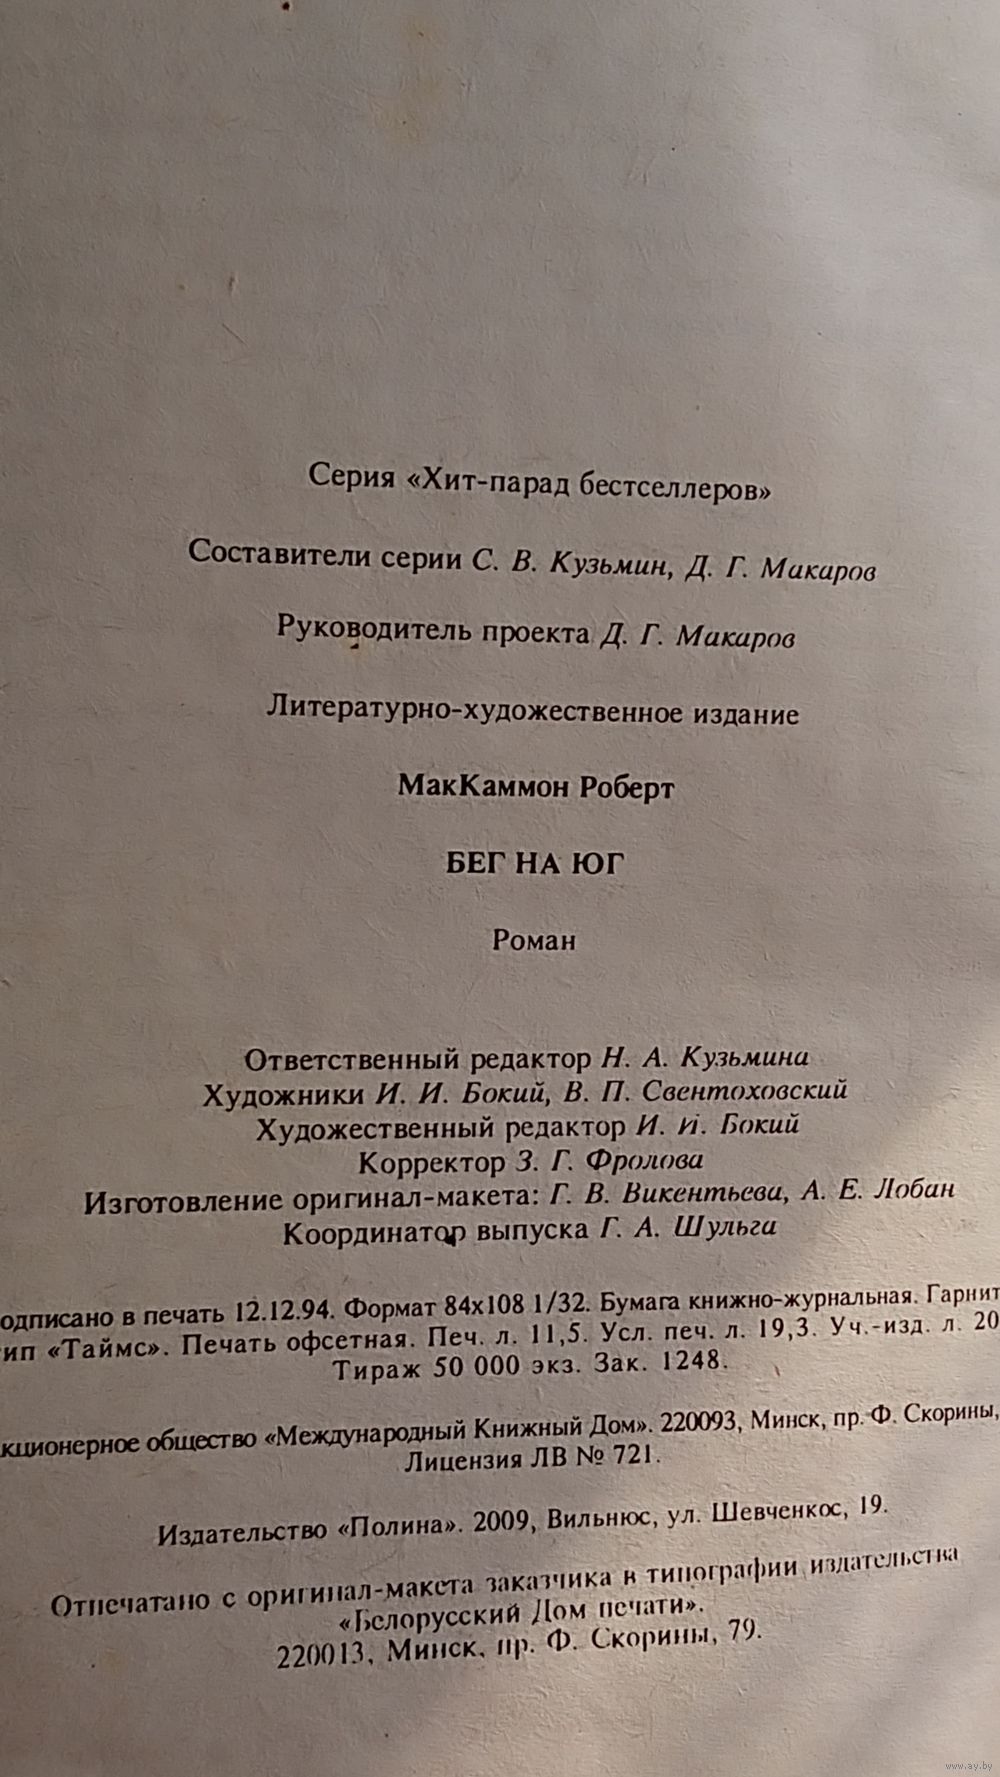 Серия «Хит-парад бестселлеров»
Составители серии С. В. Кузьмин, Д. Г. Макаров
Руководитель проекта Д. Г. Макаров
Литературно-художественное издание
МакКаммон Роберт
БЕГ НА ЮГ
Роман
Ответственный редактор Н. А. Кузьмина
Художники И. И. Бокий, В. П. Свентоховский
Художественный редактор И. И. Бокий
Корректор З. Г. Фролова
Изготовление оригинал-макета: Г. В. Викентьева, А. Е. Лобан
Координатор выпуска Г. А. Шульга
одписано в печать 12.12.94. Формат 84х108 1/32. Бумага книжно-журнальная. Гарнит
ип «Таймс». Печать офсетная. Печ. л. 11,5. Усл. печ. л. 19,3. Уч.-изд. л. 20
Тираж 50 000 экз. Зак. 1248.
кционерное общество «Международный Книжный Дом». 220093, Минск, пр. Ф. Скорины,
Лицензия ЛВ № 721.
Издательство «Полина». 2009, Вильнюс, ул. Шевченкос, 19.
Отпечатано с оригинал-макета заказчика в типографии издательства
«Белорусский Дом печати».
220013, Минск, пр. Ф. Скорины, 79.
www.ay.by